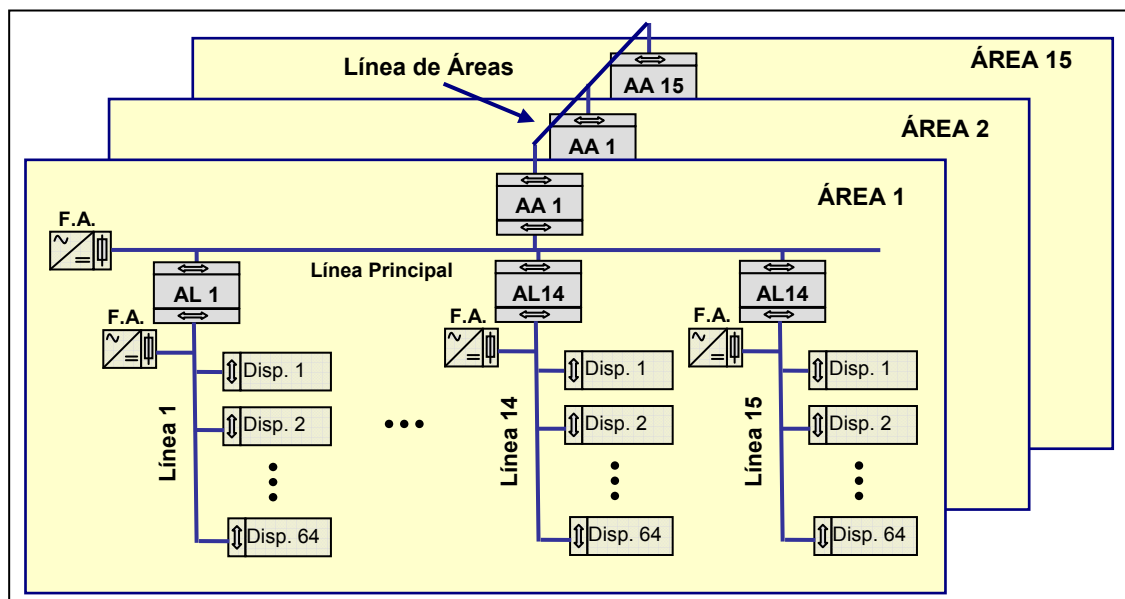 ÁREA 15
Línea de Áreas
AA 15
ÁREA 2
AA 1
ÁREA 1
AA 1
F.A.
Línea Principal
AL 1
AL14
AL14
F.A.
F.A.
F.A.
Disp. 1
Disp. 1
Disp. 1
Línea 1
Disp. 2
Línea 14
Disp. 2
Línea 15
Disp. 2
Disp. 64
Disp. 64
Disp. 64